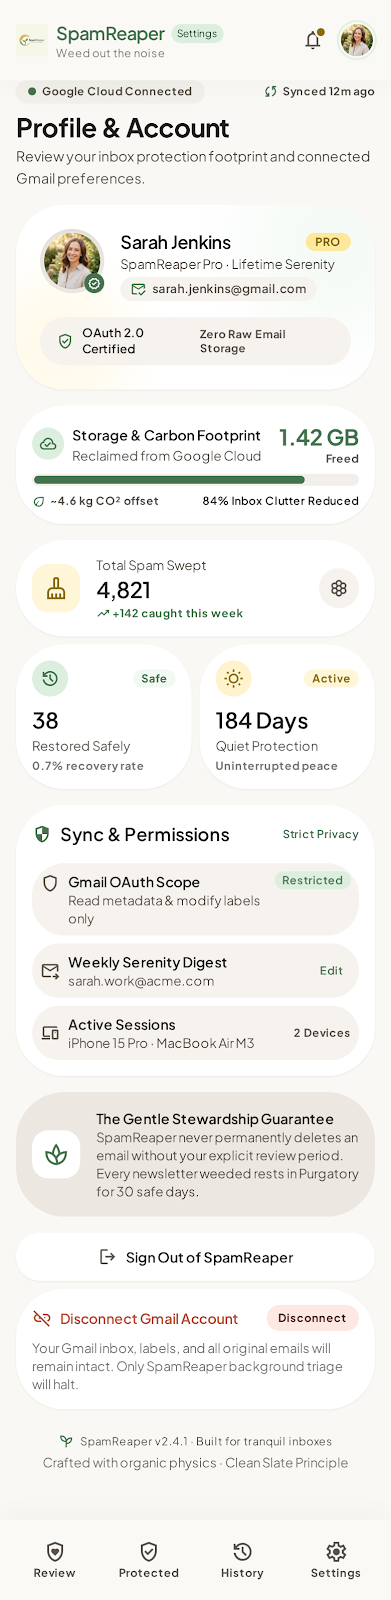 SpamReaper Settings
Weed out the noise
Google Cloud Connected Synced 12m ago
Profile & Account
Review your inbox protection footprint and connected
Gmail preferences.
Sarah Jenkins PRO
SpamReaper Pro · Lifetime Serenity
sarah.jenkins@gmail.com
OAuth 2.0 Zero Raw Email
Certified Storage
Storage & Carbon Footprint 1.42 GB
Reclaimed from Google Cloud Freed
~4.6 kg CO² offset 84% Inbox Clutter Reduced
Total Spam Swept
4,821
+142 caught this week
Safe Active
38 184 Days
Restored Safely Quiet Protection
0.7% recovery rate Uninterrupted peace
Sync & Permissions Strict Privacy
Gmail OAuth Scope Restricted
Read metadata & modify labels
only
Weekly Serenity Digest
sarah.work@acme.com Edit
Active Sessions
iPhone 15 Pro · MacBook Air M3 2 Devices
The Gentle Stewardship Guarantee
SpamReaper never permanently deletes an
email without your explicit review period.
Every newsletter weeded rests in Purgatory
for 30 safe days.
Sign Out of SpamReaper
Disconnect Gmail Account Disconnect
Your Gmail inbox, labels, and all original emails will
remain intact. Only SpamReaper background triage
will halt.
SpamReaper v2.4.1 · Built for tranquil inboxes
Crafted with organic physics · Clean Slate Principle
Review Protected History Settings